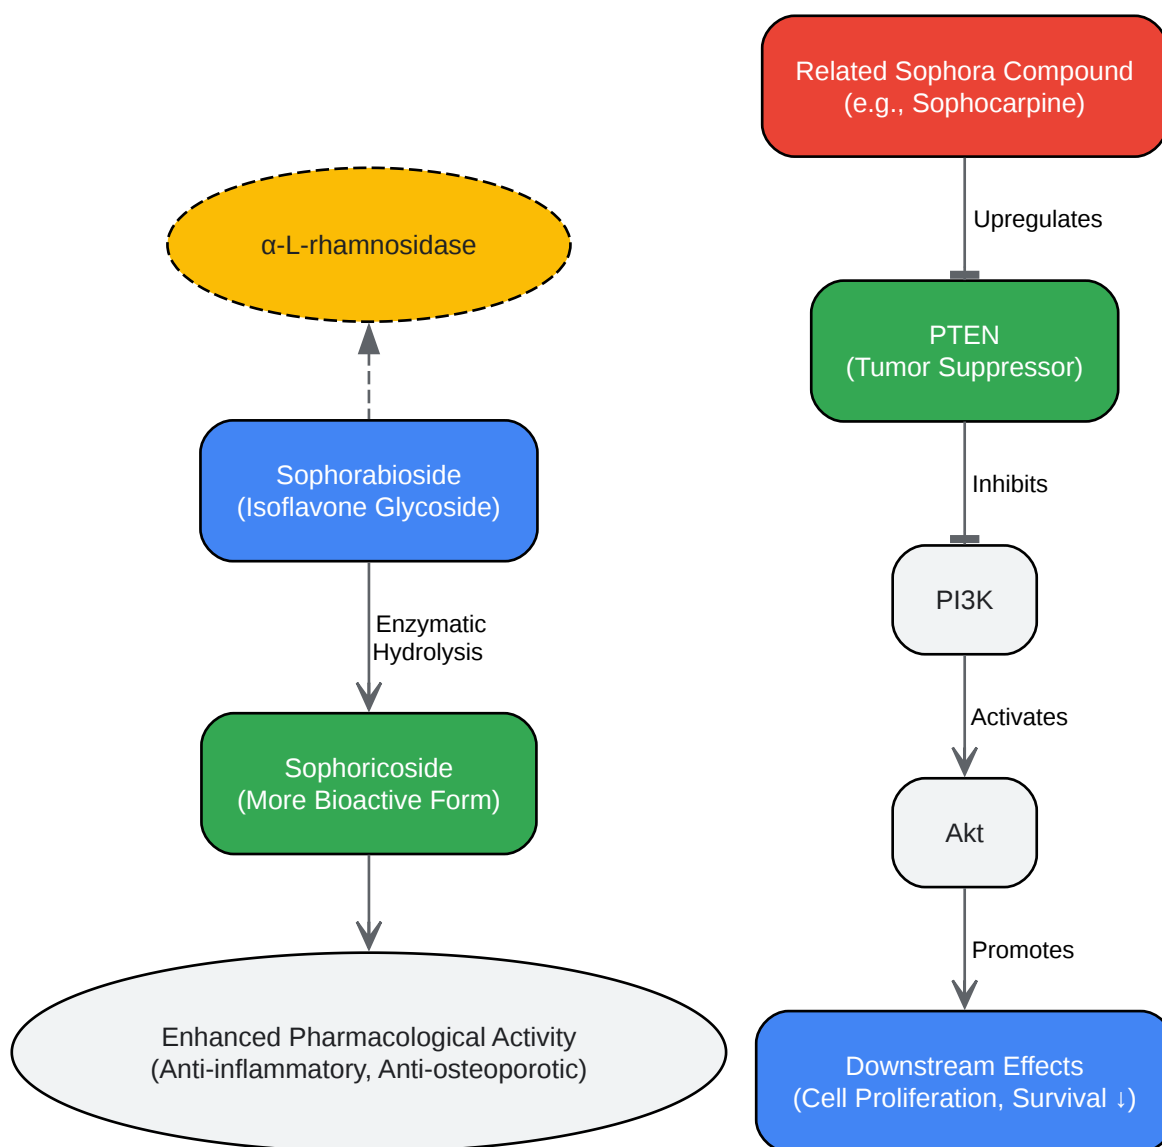 α-L-rhamnosidase
Sophorabioside
(Isoflavone Glycoside)
Enzymatic
Hydrolysis
Sophoricoside
(More Bioactive Form)
Enhanced Pharmacological Activity
(Anti-inflammatory, Anti-osteoporotic)
Related Sophora Compound
(e.g., Sophocarpine)
Upregulates
PTEN
(Tumor Suppressor)
Inhibits
PI3K
Activates
Akt
Promotes
Downstream Effects
(Cell Proliferation, Survival ↓)